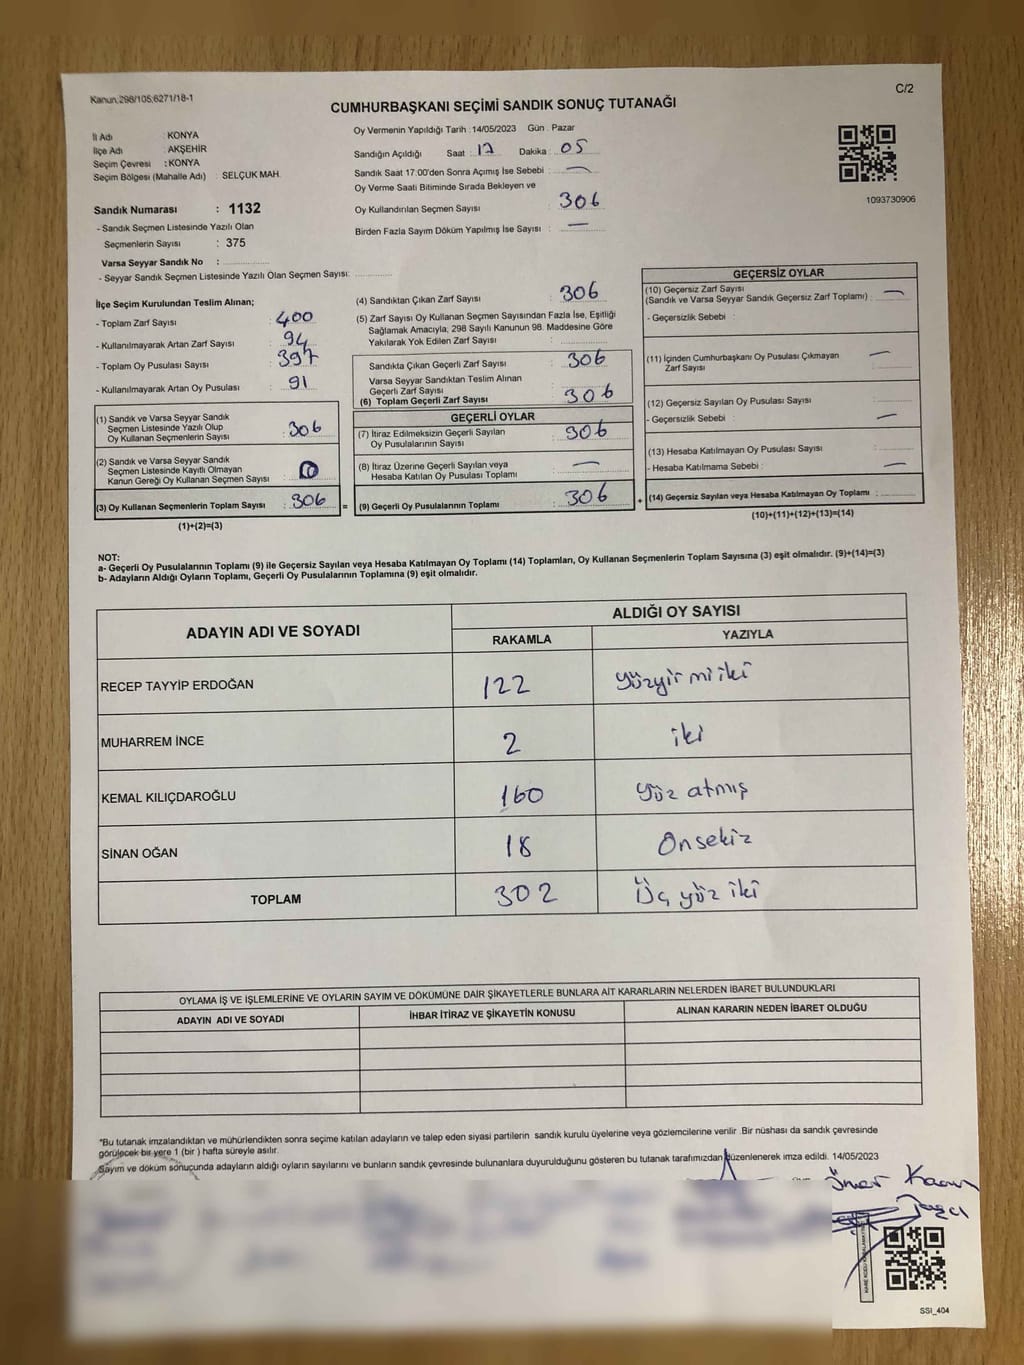 Kanun.298/105;6271/18-1
C/2
CUMHURBAŞKANI SEÇİMİ SANDIK SONUÇ TUTANAĞI
İl Adı : KONYA
İlçe Adı : AKŞEHİR
Seçim Çevresi : KONYA
Seçim Bölgesi (Mahalle Adı) : SELÇUK MAH.
Sandık Numarası : 1132
- Sandık Seçmen Listesinde Yazılı Olan
Seçmenlerin Sayısı : 375
Varsa Seyyar Sandık No :
- Seyyar Sandık Seçmen Listesinde Yazılı Olan Seçmen Sayısı:
Oy Vermenin Yapıldığı Tarih : 14/05/2023 Gün : Pazar
Sandığın Açıldığı Saat : 17 Dakika : 05
Sandık Saat 17:00'den Sonra Açımış İse Sebebi : —
Oy Verme Saati Bitiminde Sırada Bekleyen ve
Oy Kullandırılan Seçmen Sayısı : 306
Birden Fazla Sayım Döküm Yapılmış İse Sayısı : —
1093730906
İlçe Seçim Kurulundan Teslim Alınan;
- Toplam Zarf Sayısı : 400
- Kullanılmayarak Artan Zarf Sayısı : 94
- Toplam Oy Pusulası Sayısı : 397
- Kullanılmayarak Artan Oy Pusulası : 91
(1) Sandık ve Varsa Seyyar Sandık
Seçmen Listesinde Yazılı Olup
Oy Kullanan Seçmenlerin Sayısı : 306
(2) Sandık ve Varsa Seyyar Sandık
Seçmen Listesinde Kayıtlı Olmayan
Kanun Gereği Oy Kullanan Seçmen Sayısı : 0
(3) Oy Kullanan Seçmenlerin Toplam Sayısı : 306 =
(1)+(2)=(3)
(4) Sandıktan Çıkan Zarf Sayısı : 306
(5) Zarf Sayısı Oy Kullanan Seçmen Sayısından Fazla İse, Eşitliği
Sağlamak Amacıyla, 298 Sayılı Kanunun 98. Maddesine Göre
Yakılarak Yok Edilen Zarf Sayısı :
Sandıkta Çıkan Geçerli Zarf Sayısı : 306
Varsa Seyyar Sandıktan Teslim Alınan
Geçerli Zarf Sayısı :
(6) Toplam Geçerli Zarf Sayısı : 306
GEÇERLİ OYLAR
(7) İtiraz Edilmeksizin Geçerli Sayılan
Oy Pusulalarının Sayısı : 306
(8) İtiraz Üzerine Geçerli Sayılan veya
Hesaba Katılan Oy Pusulası Toplamı : —
(9) Geçerli Oy Pusulalarının Toplamı : 306 +
GEÇERSİZ OYLAR
(10) Geçersiz Zarf Sayısı
(Sandık ve Varsa Seyyar Sandık Geçersiz Zarf Toplamı) : —
- Geçersizlik Sebebi :
(11) İçinden Cumhurbaşkanı Oy Pusulası Çıkmayan
Zarf Sayısı : —
(12) Geçersiz Sayılan Oy Pusulası Sayısı :
- Geçersizlik Sebebi : —
(13) Hesaba Katılmayan Oy Pusulası Sayısı :
- Hesaba Katılmama Sebebi : —
(14) Geçersiz Sayılan veya Hesaba Katılmayan Oy Toplamı :
(10)+(11)+(12)+(13)=(14)
NOT:
a- Geçerli Oy Pusulalarının Toplamı (9) ile Geçersiz Sayılan veya Hesaba Katılmayan Oy Toplamı (14) Toplamları, Oy Kullanan Seçmenlerin Toplam Sayısına (3) eşit olmalıdır. (9)+(14)=(3)
b- Adayların Aldığı Oyların Toplamı, Geçerli Oy Pusulalarının Toplamına (9) eşit olmalıdır.
ADAYIN ADI VE SOYADI ALDIĞI OY SAYISI
RAKAMLA YAZIYLA
RECEP TAYYİP ERDOĞAN 122 yüzyirmiiki
MUHARREM İNCE 2 iki
KEMAL KILIÇDAROĞLU 160 yüz atmış
SİNAN OĞAN 18 Onsekiz
TOPLAM 302 Üç yüz iki
OYLAMA İŞ VE İŞLEMLERİNE VE OYLARIN SAYIM VE DÖKÜMÜNE DAİR ŞİKAYETLERLE BUNLARA AİT KARARLARIN NELERDEN İBARET BULUNDUKLARI
ADAYIN ADI VE SOYADI İHBAR İTİRAZ VE ŞİKAYETİN KONUSU ALINAN KARARIN NEDEN İBARET OLDUĞU
*Bu tutanak imzalandıktan ve mühürlendikten sonra seçime katılan adayların ve talep eden siyasi partilerin sandık kurulu üyelerine veya gözlemcilerine verilir .Bir nüshası da sandık çevresinde
görülecek bir yere 1 (bir ) hafta süreyle asılır.
Sayım ve döküm sonucunda adayların aldığı oyların sayılarını ve bunların sandık çevresinde bulunanlara duyurulduğunu gösteren bu tutanak tarafımızdan düzenlenerek imza edildi. 14/05/2023
Ömer
SSI_404